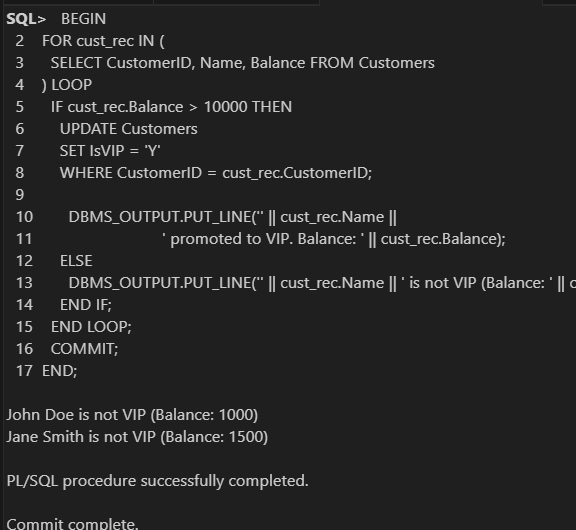 SQL> BEGIN
2 FOR cust_rec IN (
3 SELECT CustomerID, Name, Balance FROM Customers
4 ) LOOP
5 IF cust_rec.Balance > 10000 THEN
6 UPDATE Customers
7 SET IsVIP = 'Y'
8 WHERE CustomerID = cust_rec.CustomerID;
9
10 DBMS_OUTPUT.PUT_LINE('' || cust_rec.Name ||
11 ' promoted to VIP. Balance: ' || cust_rec.Balance);
12 ELSE
13 DBMS_OUTPUT.PUT_LINE('' || cust_rec.Name || ' is not VIP (Balance: ' ||
14 END IF;
15 END LOOP;
16 COMMIT;
17 END;
John Doe is not VIP (Balance: 1000)
Jane Smith is not VIP (Balance: 1500)
PL/SQL procedure successfully completed.
Commit complete.